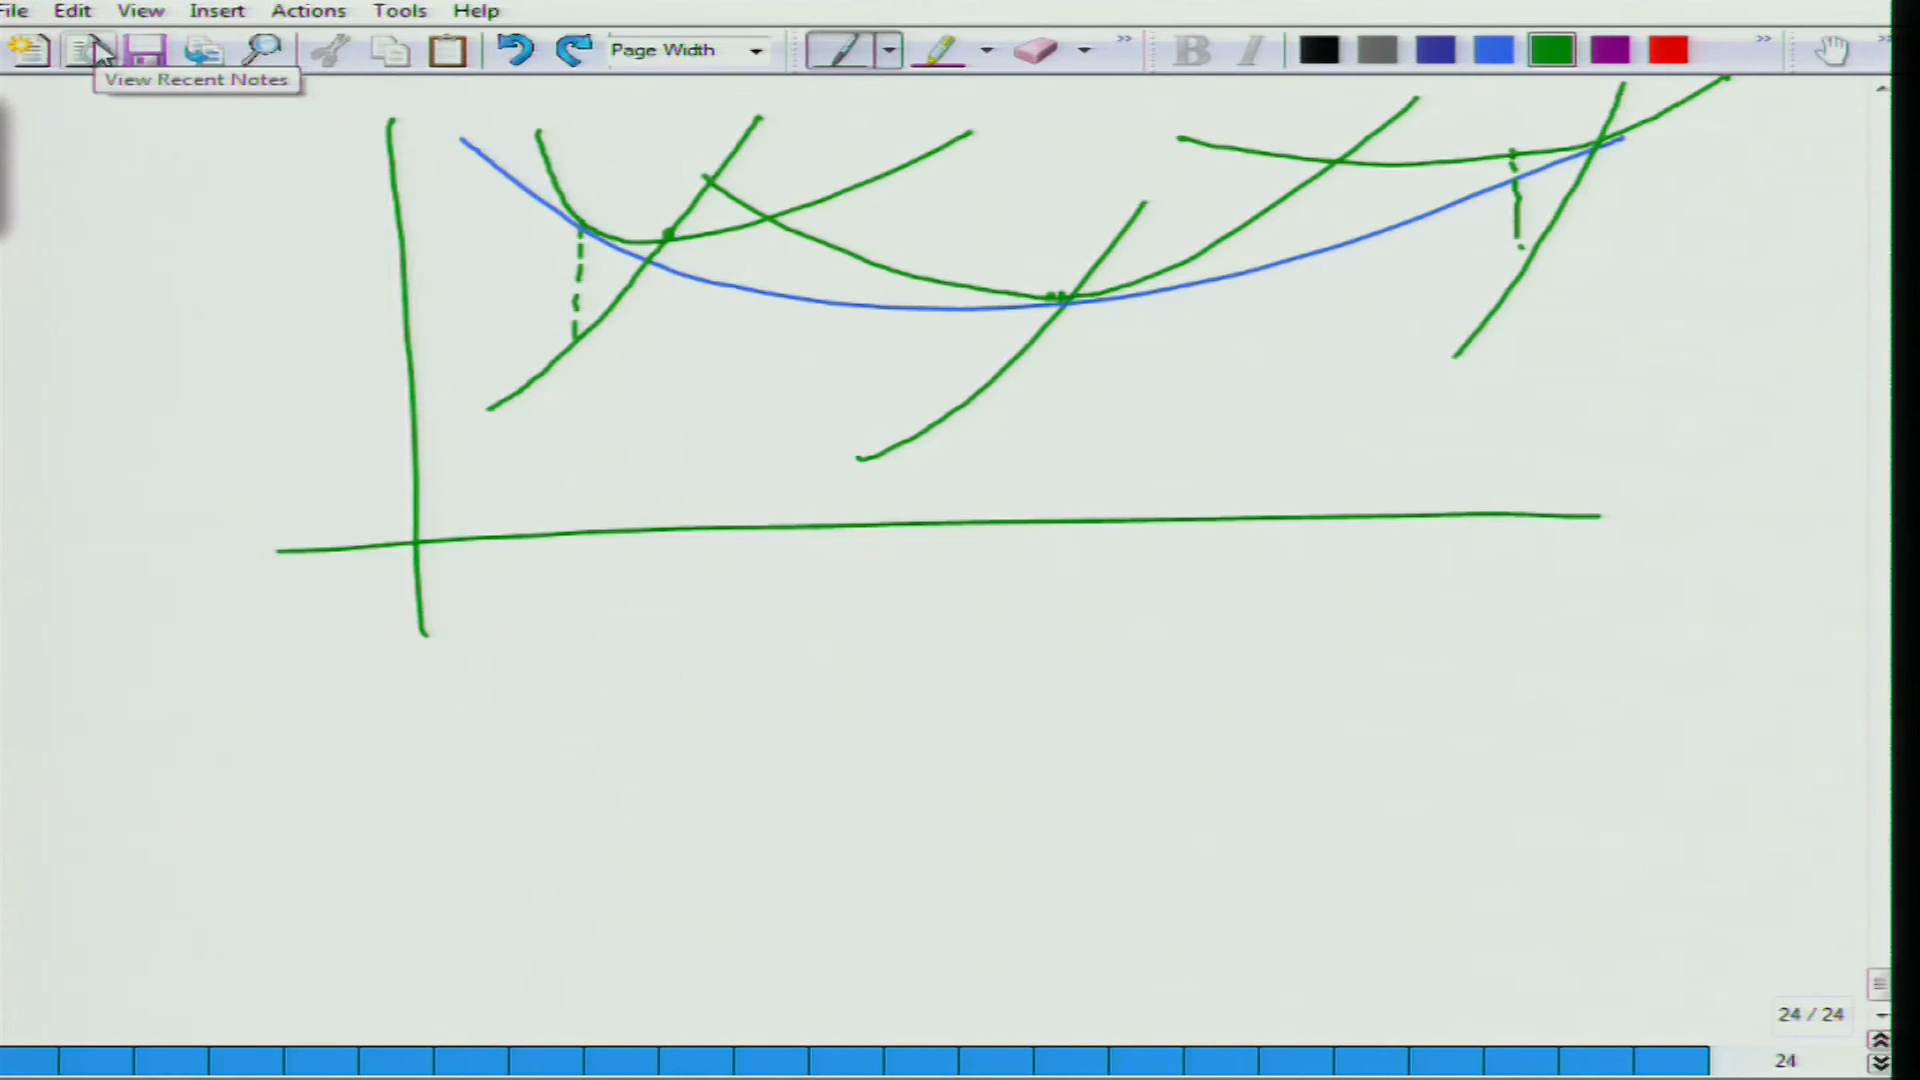 File Edit View Insert Actions Tools Help
Page Width
B I
View Recent Notes
24 / 24
24